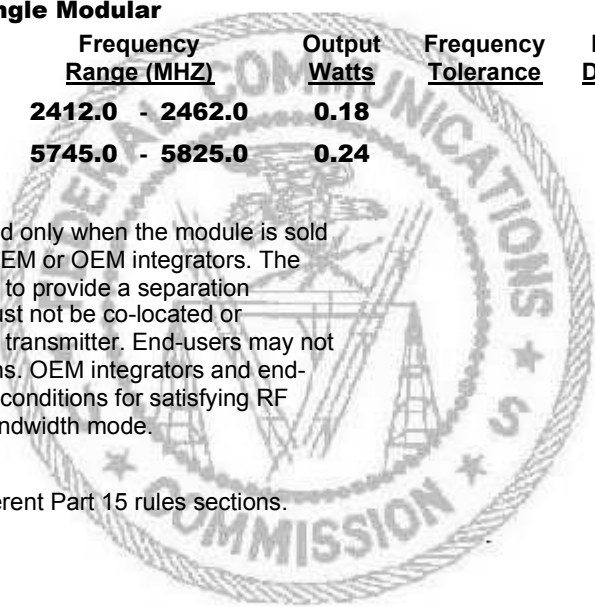 ngle Modular
Frequency Output Frequency
Range (MHZ) Watts Tolerance D
2412.0 - 2462.0 0.18
5745.0 - 5825.0 0.24
d only when the module is sold
EM or OEM integrators. The
to provide a separation
ust not be co-located or
transmitter. End-users may not
ns. OEM integrators and end-
conditions for satisfying RF
ndwidth mode.
erent Part 15 rules sections.
FEDERAL COMMUNICATIONS COMMISSION